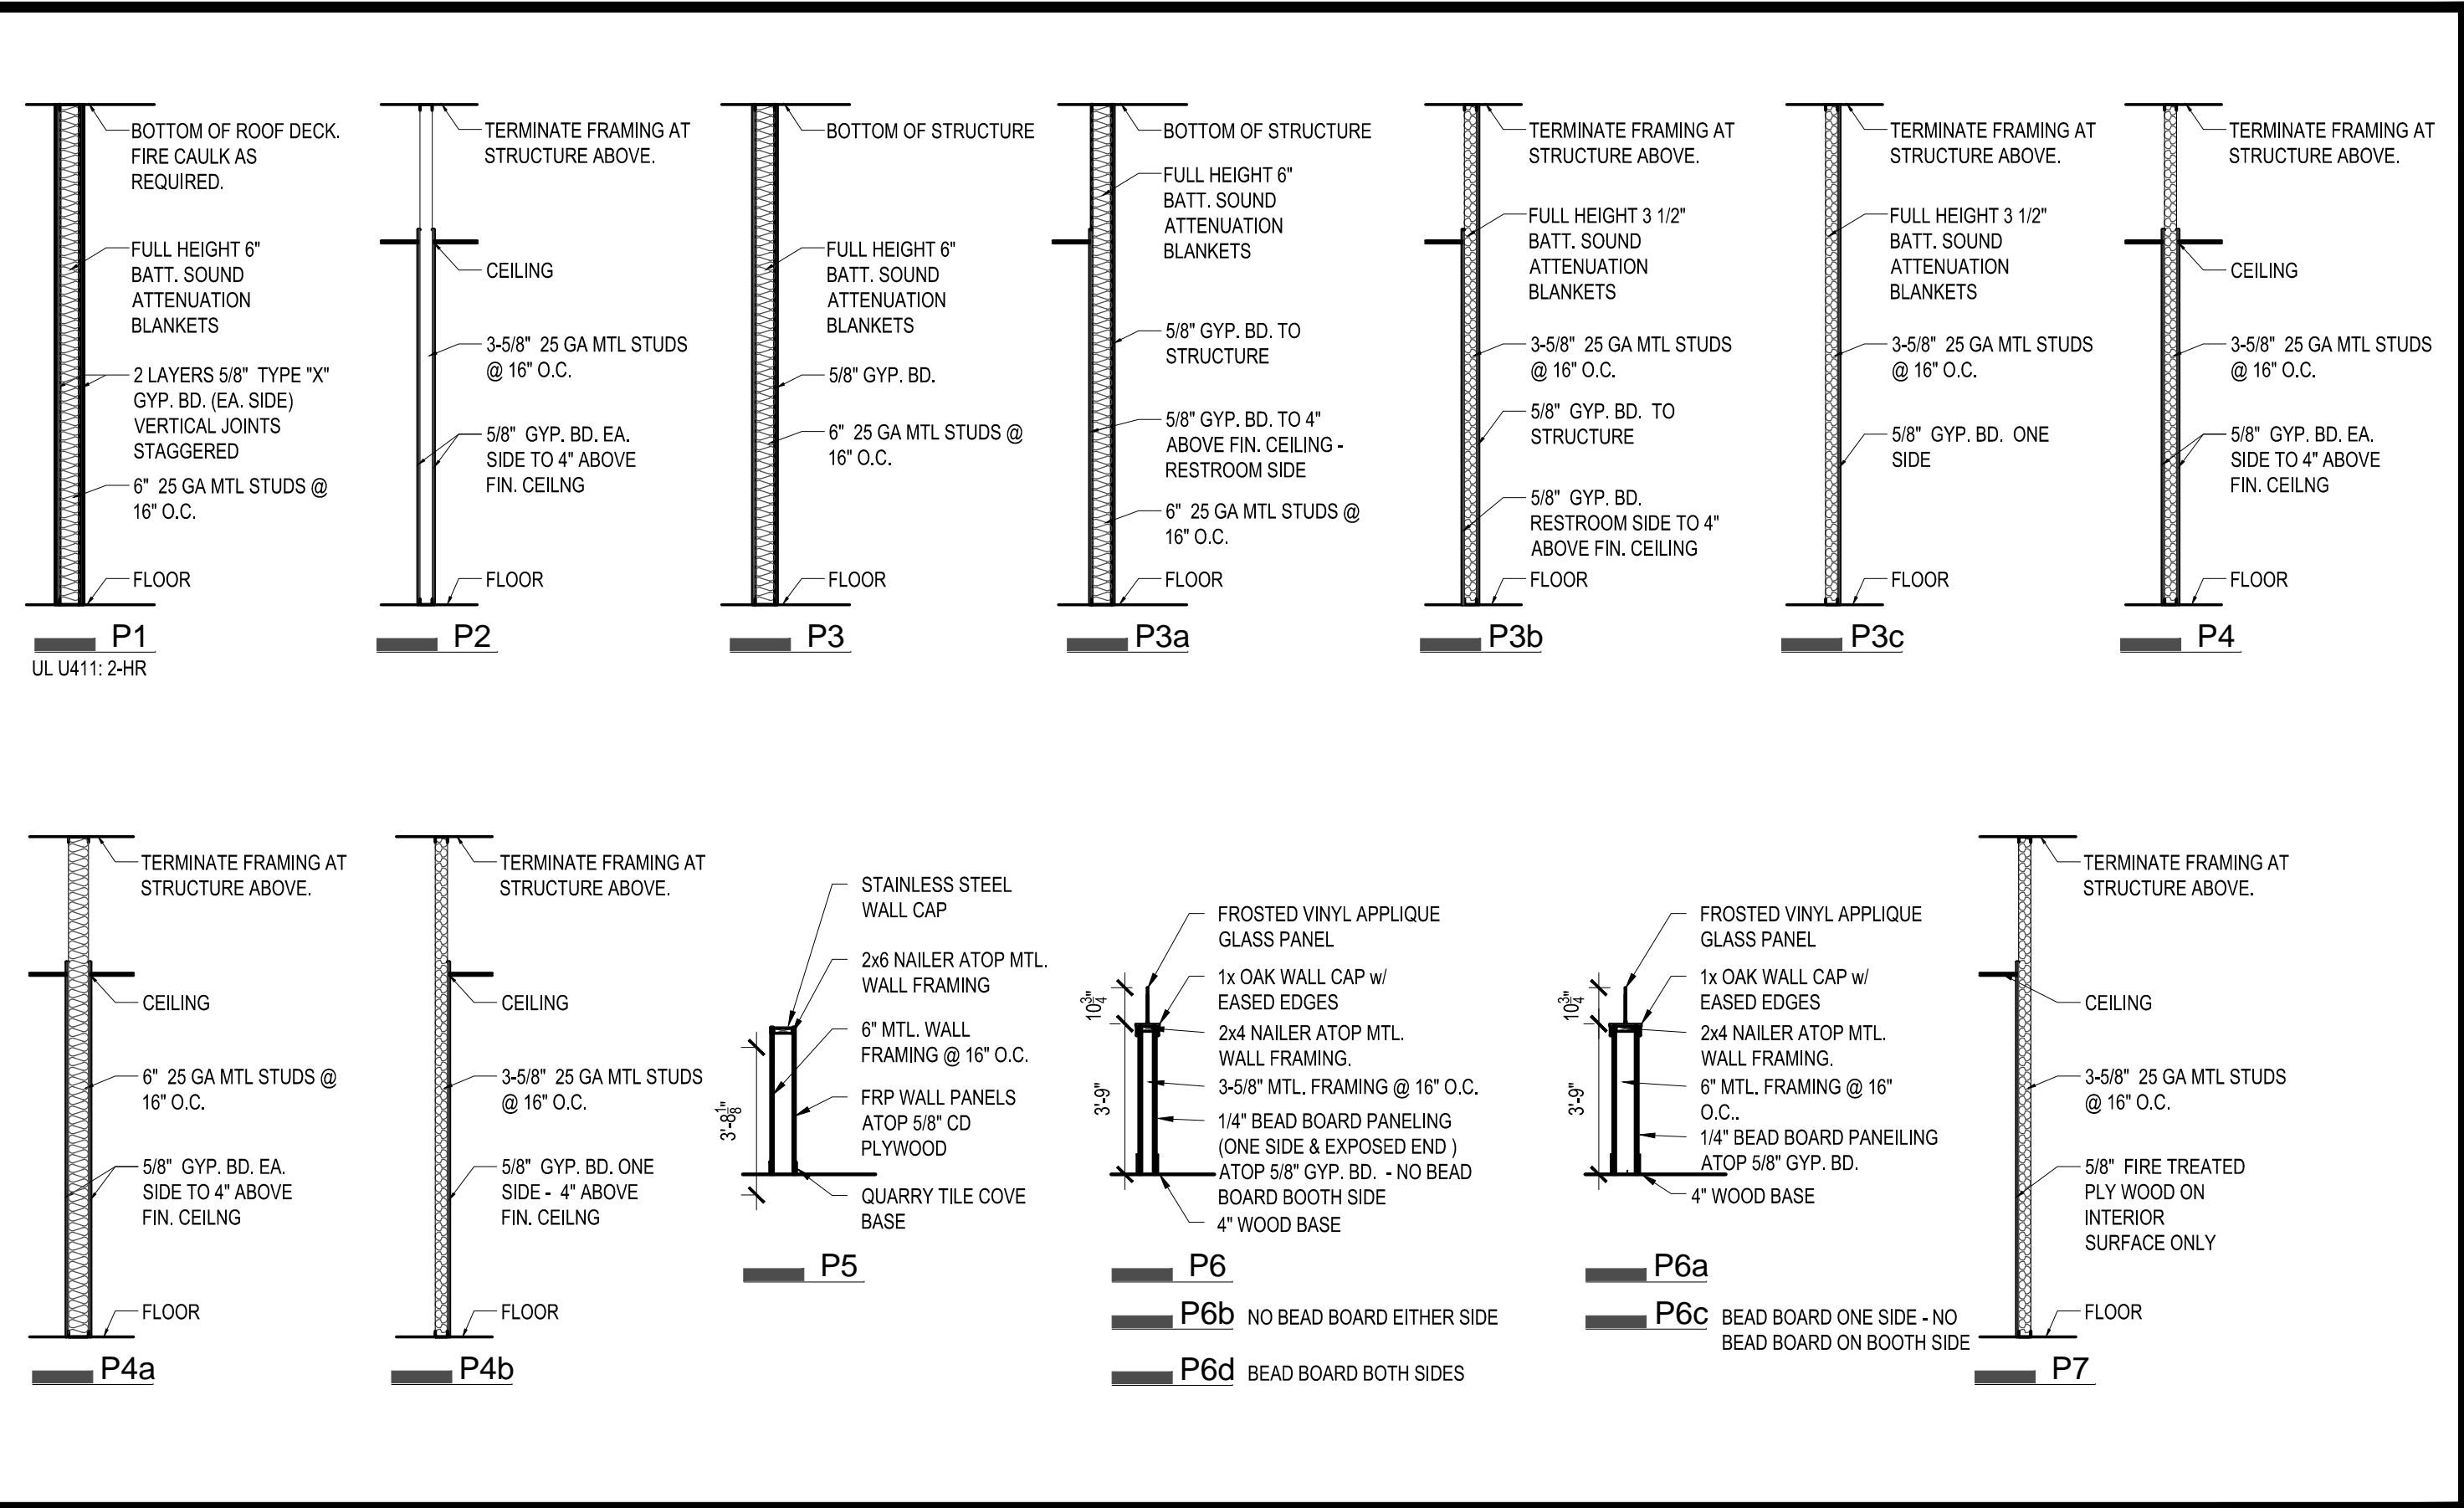 BOTTOM OF ROOF DECK.
FIRE CAULK AS
REQUIRED.
FULL HEIGHT 6"
BATT. SOUND
ATTENUATION
BLANKETS
2 LAYERS 5/8" TYPE "X"
GYP. BD. (EA. SIDE)
VERTICAL JOINTS
STAGGERED
6" 25 GA MTL STUDS @
16" O.C.
FLOOR
P1
UL U411: 2-HR
TERMINATE FRAMING AT
STRUCTURE ABOVE.
CEILING
3-5/8" 25 GA MTL STUDS
@ 16" O.C.
5/8" GYP. BD. EA.
SIDE TO 4" ABOVE
FIN. CEILNG
FLOOR
P2
BOTTOM OF STRUCTURE
FULL HEIGHT 6"
BATT. SOUND
ATTENUATION
BLANKETS
5/8" GYP. BD.
6" 25 GA MTL STUDS @
16" O.C.
FLOOR
P3
BOTTOM OF STRUCTURE
FULL HEIGHT 6"
BATT. SOUND
ATTENUATION
BLANKETS
5/8" GYP. BD. TO
STRUCTURE
5/8" GYP. BD. TO 4"
ABOVE FIN. CEILING -
RESTROOM SIDE
6" 25 GA MTL STUDS @
16" O.C.
FLOOR
P3a
TERMINATE FRAMING AT
STRUCTURE ABOVE.
FULL HEIGHT 3 1/2"
BATT. SOUND
ATTENUATION
BLANKETS
3-5/8" 25 GA MTL STUDS
@ 16" O.C.
5/8" GYP. BD. TO
STRUCTURE
5/8" GYP. BD.
RESTROOM SIDE TO 4"
ABOVE FIN. CEILING
FLOOR
P3b
TERMINATE FRAMING AT
STRUCTURE ABOVE.
FULL HEIGHT 3 1/2"
BATT. SOUND
ATTENUATION
BLANKETS
3-5/8" 25 GA MTL STUDS
@ 16" O.C.
5/8" GYP. BD. ONE
SIDE
FLOOR
P3c
TERMINATE FRAMING AT
STRUCTURE ABOVE.
CEILING
3-5/8" 25 GA MTL STUDS
@ 16" O.C.
5/8" GYP. BD. EA.
SIDE TO 4" ABOVE
FIN. CEILNG
FLOOR
P4
TERMINATE FRAMING AT
STRUCTURE ABOVE.
CEILING
6" 25 GA MTL STUDS @
16" O.C.
5/8" GYP. BD. EA.
SIDE TO 4" ABOVE
FIN. CEILNG
FLOOR
P4a
TERMINATE FRAMING AT
STRUCTURE ABOVE.
CEILING
3-5/8" 25 GA MTL STUDS
@ 16" O.C.
5/8" GYP. BD. ONE
SIDE - 4" ABOVE
FIN. CEILNG
FLOOR
P4b
STAINLESS STEEL
WALL CAP
2x6 NAILER ATOP MTL.
WALL FRAMING
6" MTL. WALL
FRAMING @ 16" O.C.
FRP WALL PANELS
ATOP 5/8" CD
PLYWOOD
QUARRY TILE COVE
BASE
3'-8 1/8"
P5
FROSTED VINYL APPLIQUE
GLASS PANEL
1x OAK WALL CAP w/
EASED EDGES
2x4 NAILER ATOP MTL.
WALL FRAMING.
3-5/8" MTL. FRAMING @ 16" O.C.
1/4" BEAD BOARD PANELING
(ONE SIDE & EXPOSED END )
ATOP 5/8" GYP. BD. - NO BEAD
BOARD BOOTH SIDE
4" WOOD BASE
10 3/4"
3'-9"
P6
P6b NO BEAD BOARD EITHER SIDE
P6d BEAD BOARD BOTH SIDES
FROSTED VINYL APPLIQUE
GLASS PANEL
1x OAK WALL CAP w/
EASED EDGES
2x4 NAILER ATOP MTL.
WALL FRAMING.
6" MTL. FRAMING @ 16"
O.C..
1/4" BEAD BOARD PANEILING
ATOP 5/8" GYP. BD.
4" WOOD BASE
10 3/4"
3'-9"
P6a
P6c BEAD BOARD ONE SIDE - NO
BEAD BOARD ON BOOTH SIDE
TERMINATE FRAMING AT
STRUCTURE ABOVE.
CEILING
3-5/8" 25 GA MTL STUDS
@ 16" O.C.
5/8" FIRE TREATED
PLY WOOD ON
INTERIOR
SURFACE ONLY
FLOOR
P7